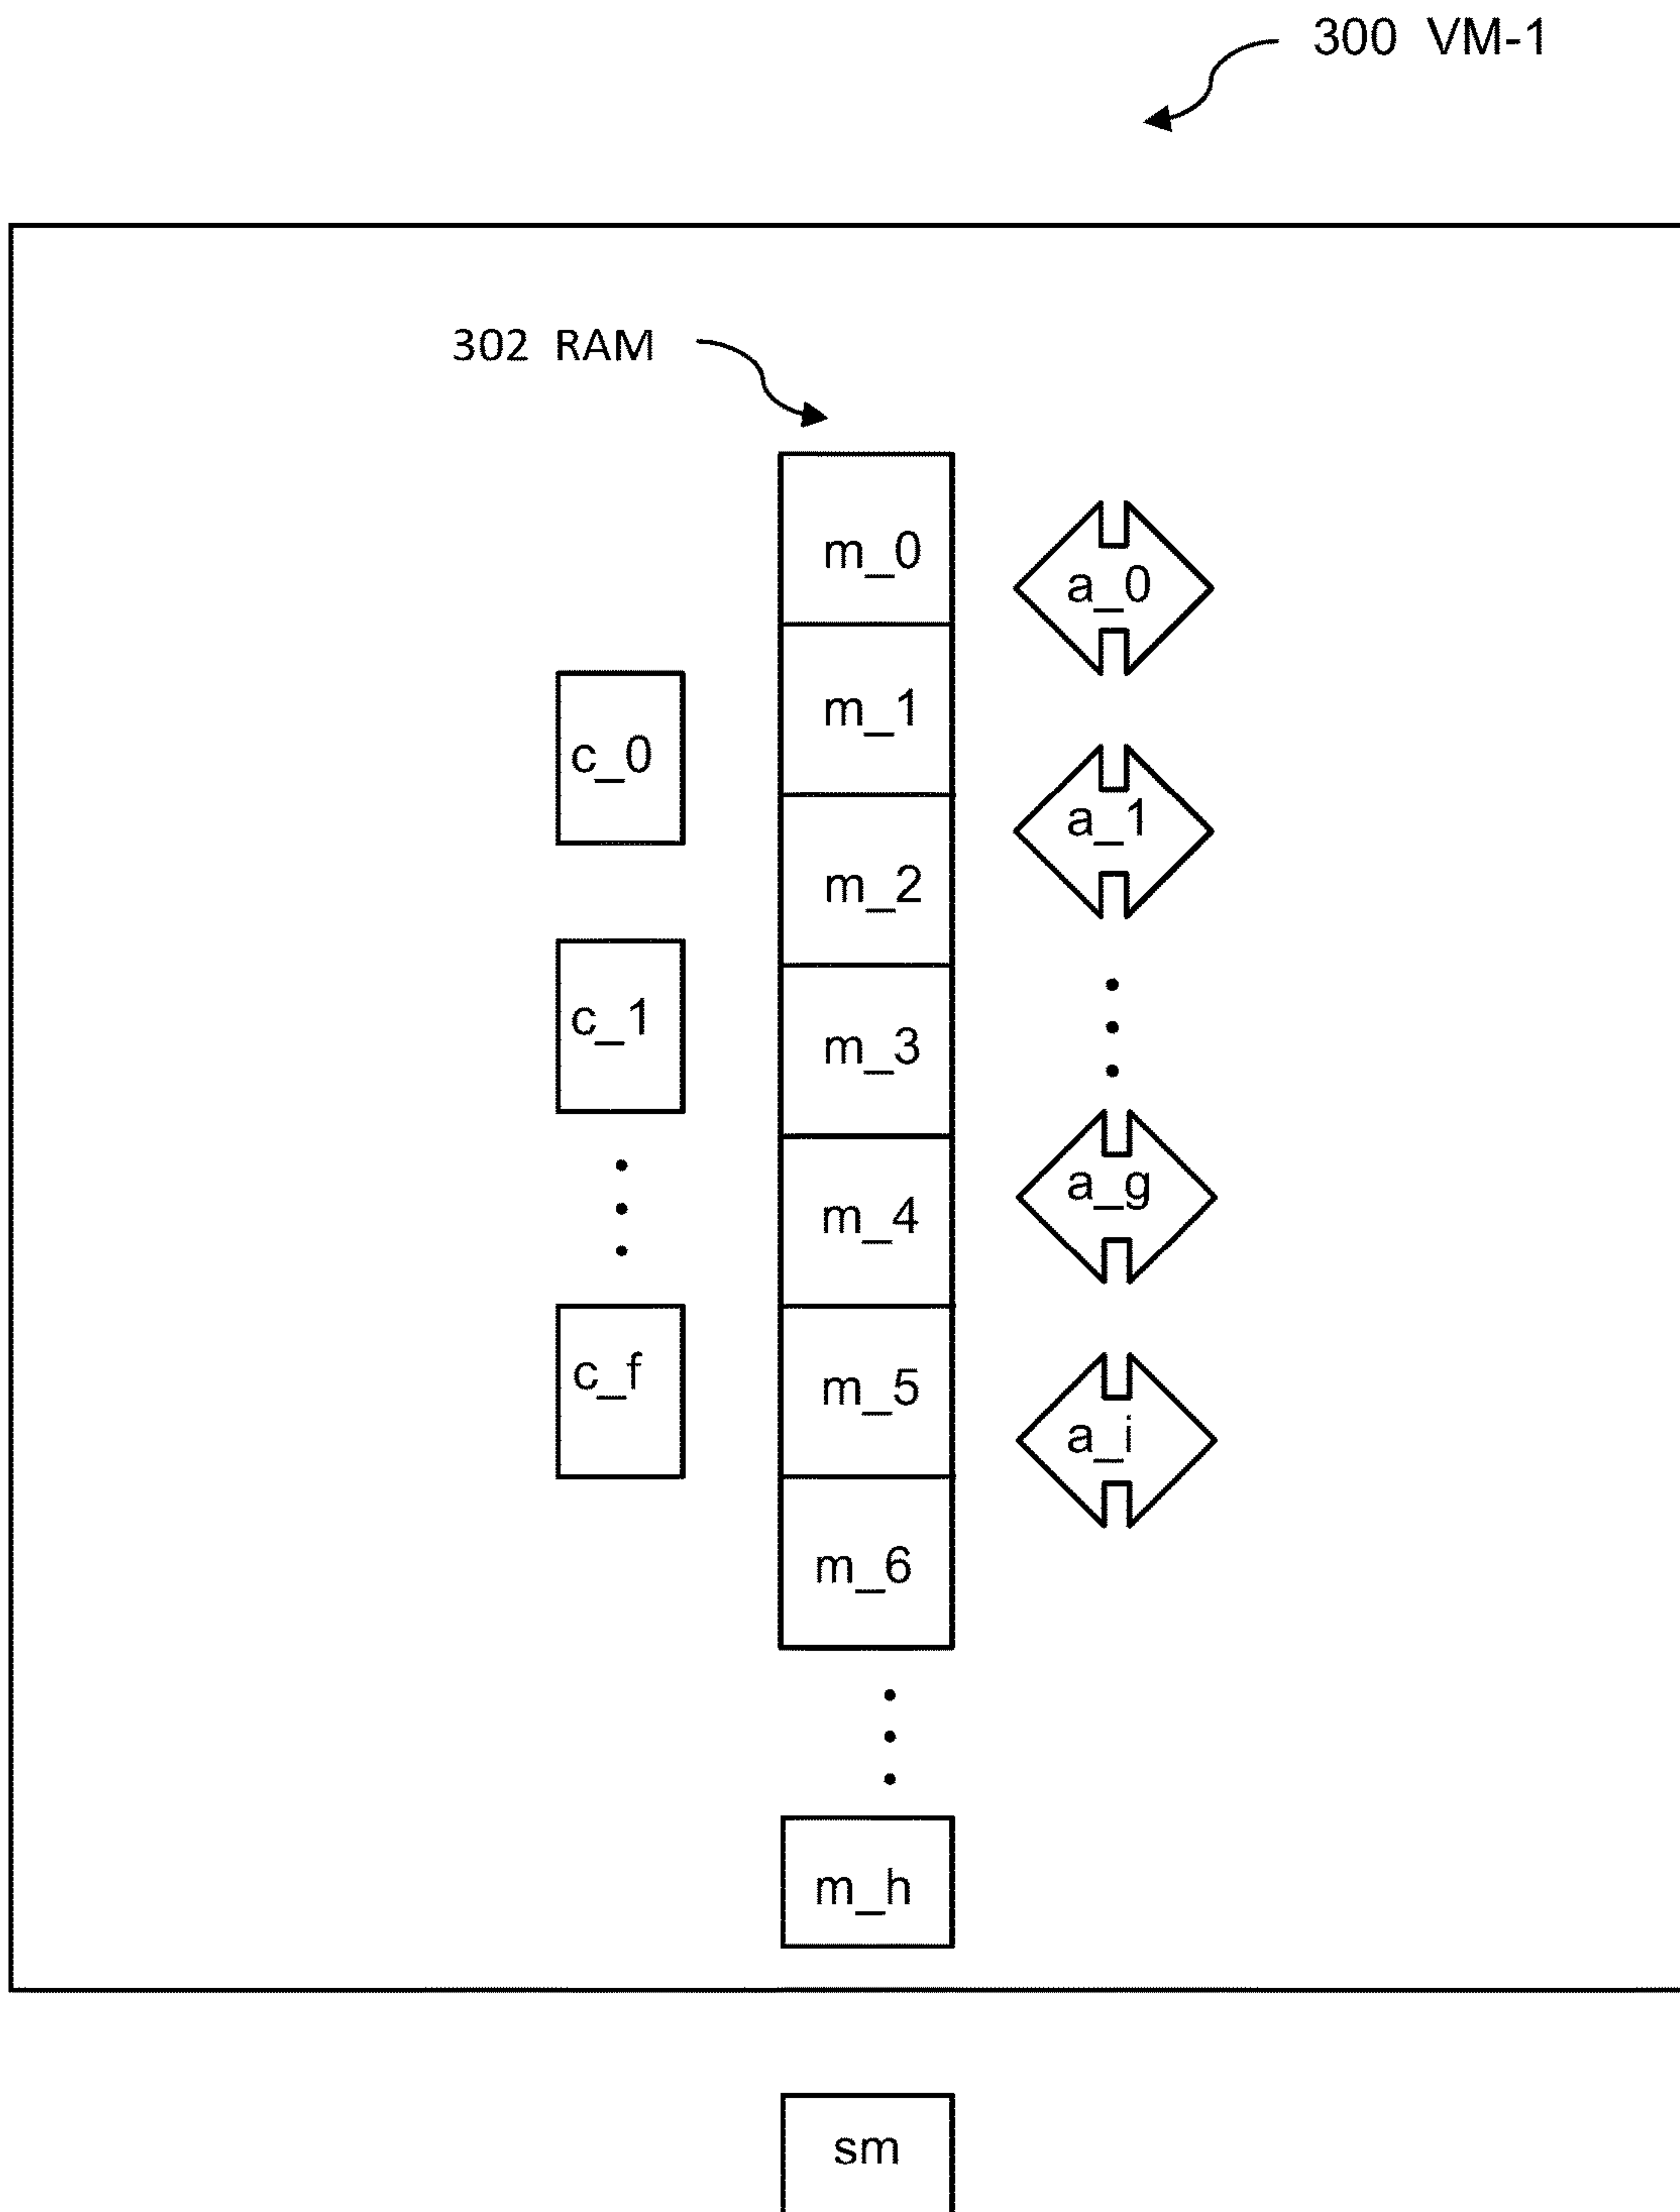 300 VM-1
302 RAM
m_0
a_0
m_1
c_0
a_1
m_2
c_1
m_3
a_g
m_4
c_f
m_5
a_i
m_6
m_h
sm